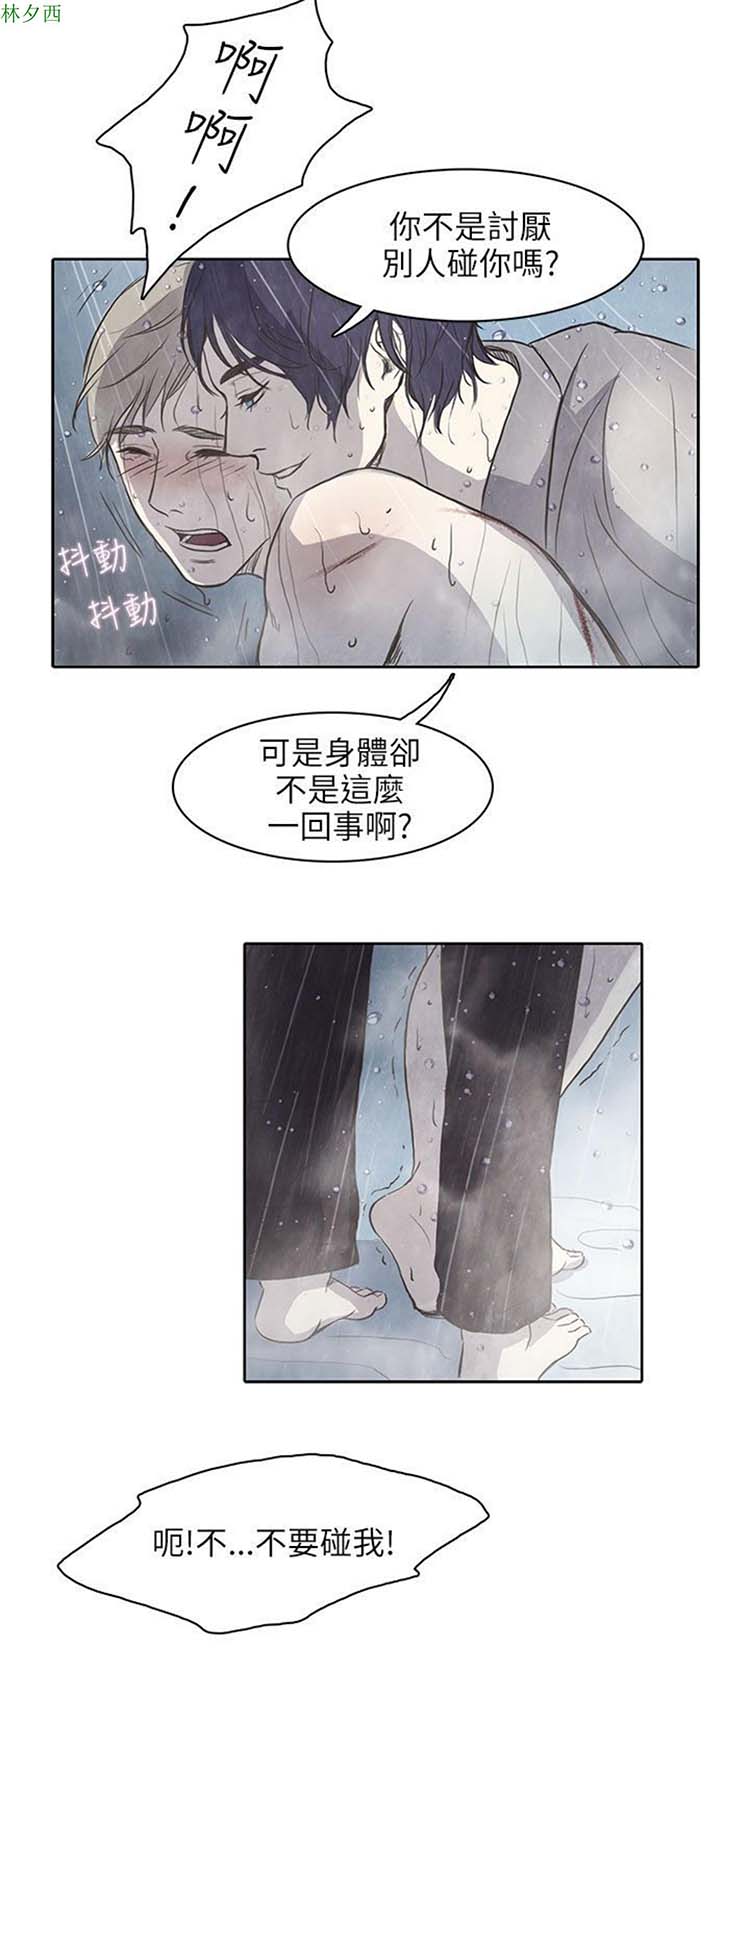 林夕西
啊
啊!
你不是討厭
別人碰你嗎?
抖動
抖動
可是身體卻
不是這麼
一回事啊?
呃!不...不要碰我!